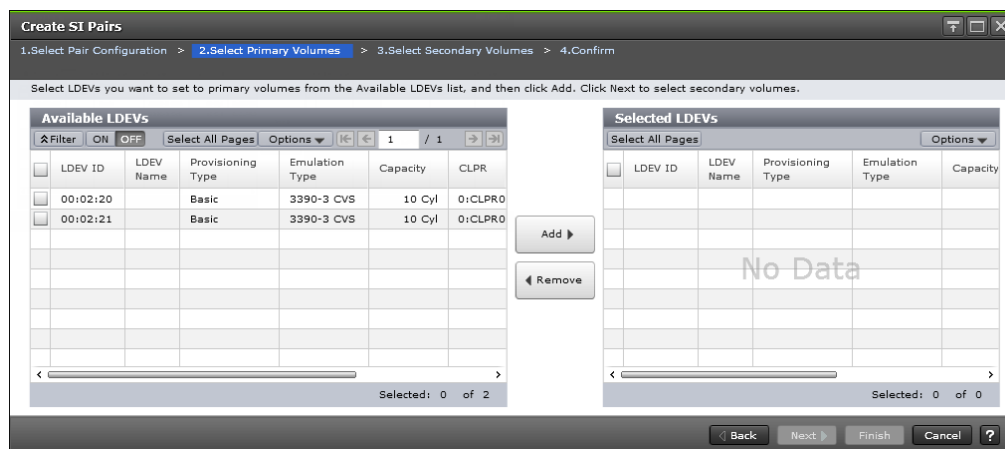 Create SI Pairs
1.Select Pair Configuration > 2.Select Primary Volumes > 3.Select Secondary Volumes > 4.Confirm
Select LDEVs you want to set to primary volumes from the Available LDEVs list, and then click Add. Click Next to select secondary volumes.
Available LDEVs
Filter ON OFF Select All Pages Options 1 / 1
LDEV ID LDEV Name Provisioning Type Emulation Type Capacity CLPR
00:02:20 Basic 3390-3 CVS 10 Cyl 0:CLPR0
00:02:21 Basic 3390-3 CVS 10 Cyl 0:CLPR0
Selected: 0 of 2
Add
Remove
Selected LDEVs
Select All Pages Options
LDEV ID LDEV Name Provisioning Type Emulation Type Capacity
No Data
Selected: 0 of 0
Back Next Finish Cancel ?